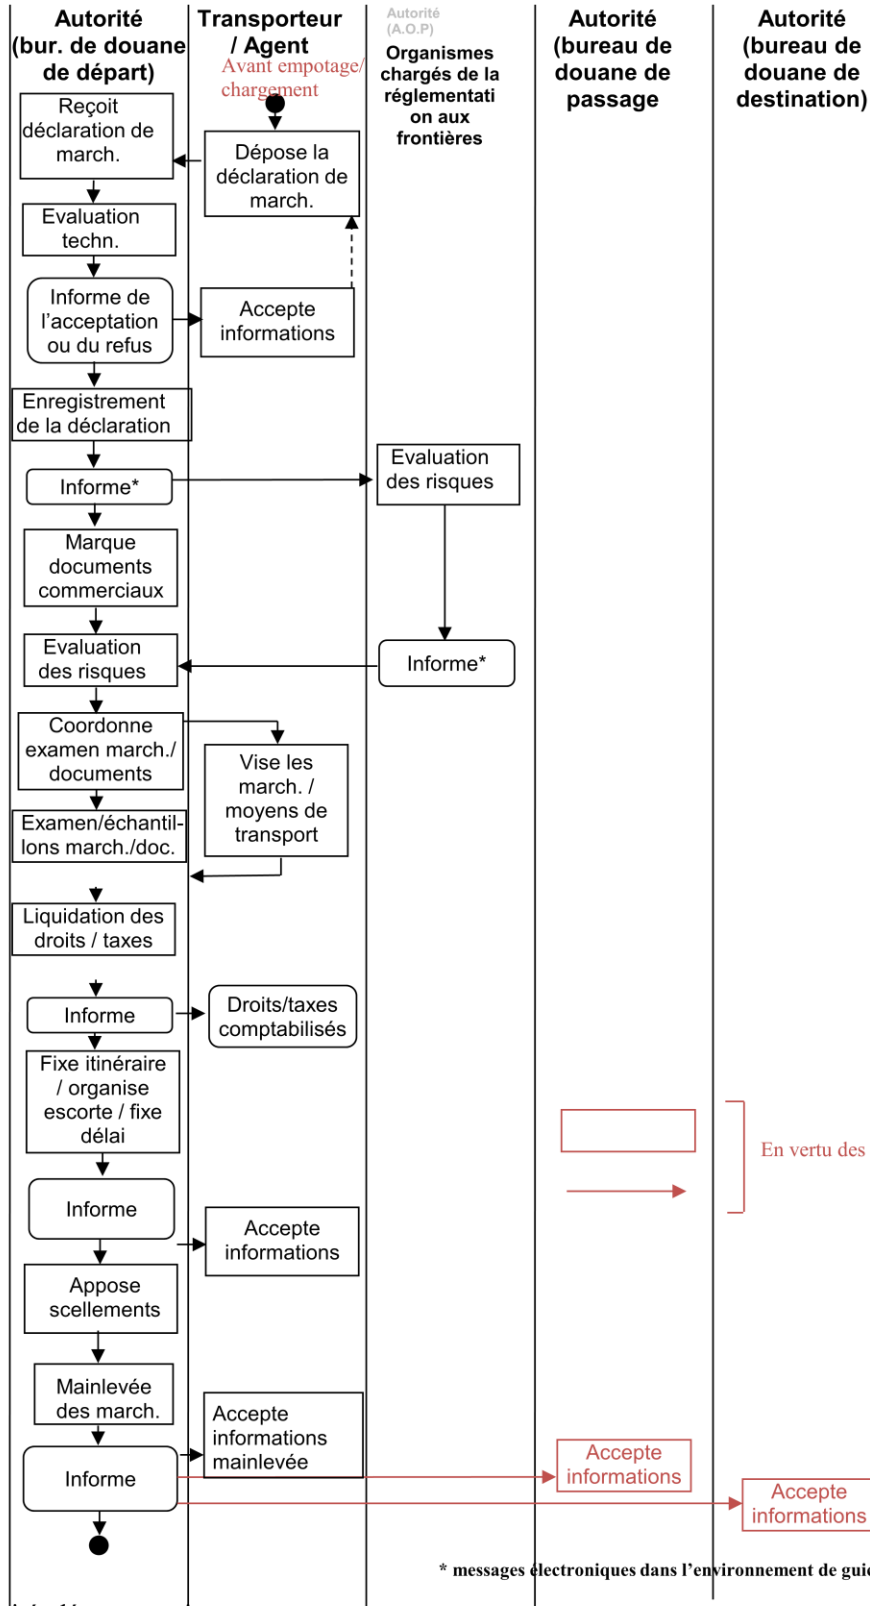 Autorité
(bur. de douane
de départ)
Transporteur
/ Agent
Avant empotage/
chargement
Autorité
(A.O.P)
Organismes
chargés de la
réglementati
on aux
frontières
Autorité
(bureau de
douane de
passage
Autorité
(bureau de
douane de
destination)
Reçoit
déclaration de
march.
Dépose la
déclaration de
march.
Evaluation
techn.
Informe de
l’acceptation
ou du refus
Accepte
informations
Enregistrement
de la déclaration
Informe*
Evaluation
des risques
Marque
documents
commerciaux
Evaluation
des risques
Informe*
Coordonne
examen march./
documents
Vise les
march. /
moyens de
transport
Examen/échantil-
lons march./doc.
Liquidation des
droits / taxes
Informe
Droits/taxes
comptabilisés
Fixe itinéraire
/ organise
escorte / fixe
délai
En vertu des
Informe
Accepte
informations
Appose
scellements
Mainlevée
des march.
Accepte
informations
mainlevée
Informe
Accepte
informations
Accepte
informations
* messages électroniques dans l’environnement de guic